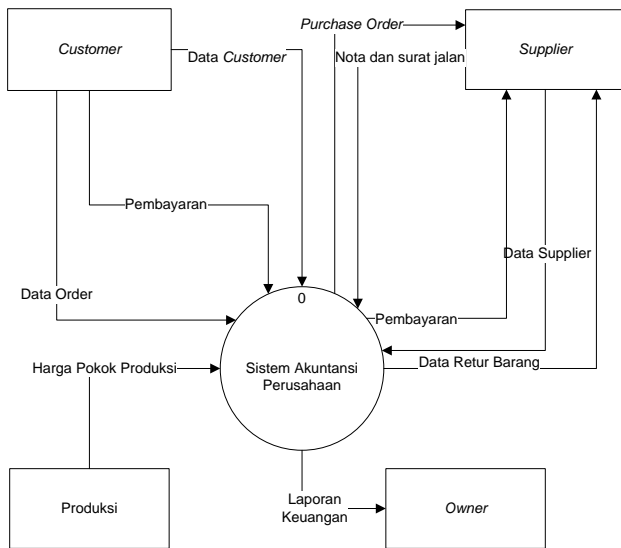 Purchase Order
Customer
Data Customer
Nota dan surat jalan
Supplier
Pembayaran
Data Supplier
Data Order
0
Pembayaran
Harga Pokok Produksi
Sistem Akuntansi
Perusahaan
Data Retur Barang
Produksi
Laporan
Keuangan
Owner